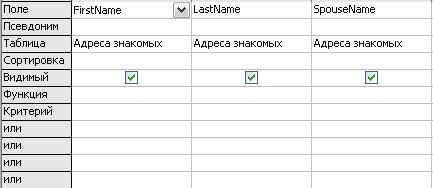 Поле FirstName LastName SpouseName
Псевдоним
Таблица Адреса знакомых Адреса знакомых Адреса знакомых
Сортировка
Видимый
Функция
Критерий
или
или
или
или